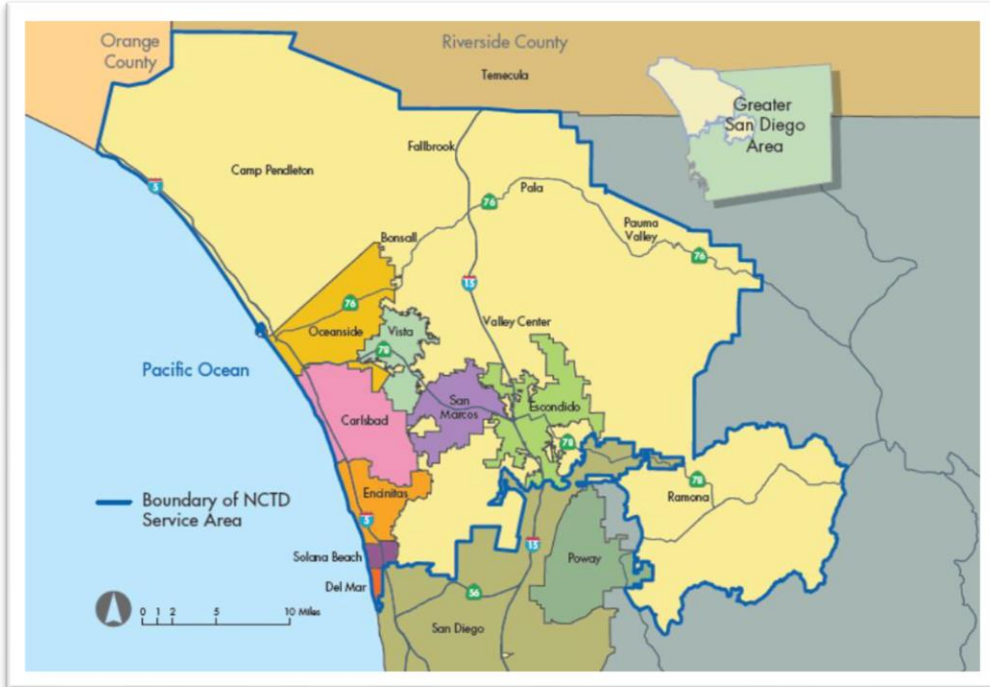 Orange
County
Riverside County
Temecula
Greater
San Diego
Area
Fallbrook
Camp Pendleton
5
76
Pala
Pauma
Valley
76
Bonsall
15
76
Oceanside
Vista
78
Valley Center
Pacific Ocean
Carlsbad
San
Marcos
Escondido
78
78
Ramona
Encinitas
5
Boundary of NCTD
Service Area
15
Solana Beach
Poway
Del Mar
56
San Diego
0 1 2 10 Miles